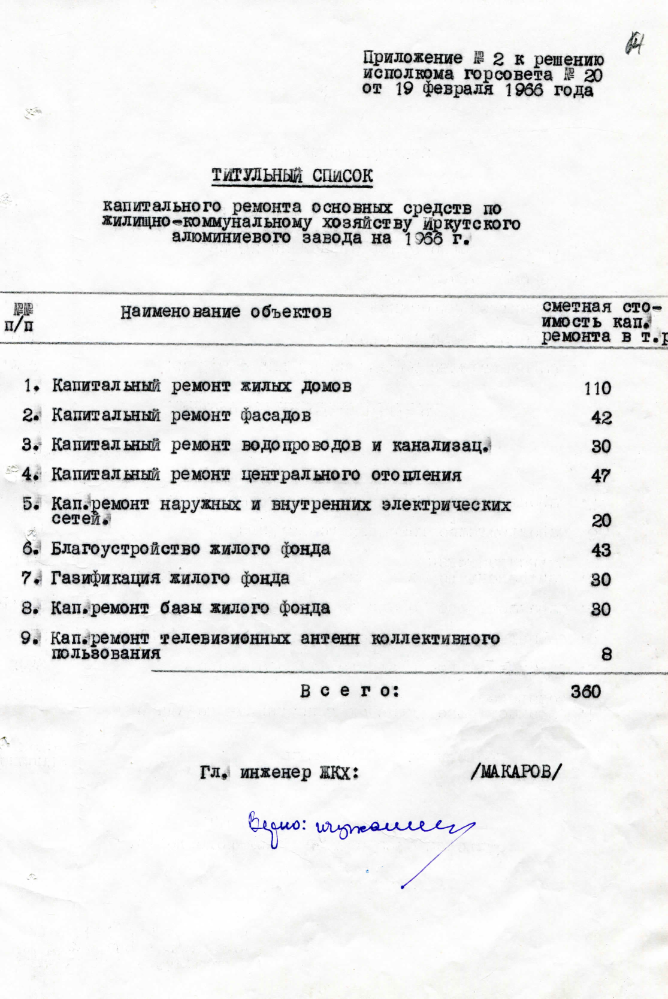 Приложение № 2 к решению
исполкома горсовета № 20
от 19 февраля 1966 года
ТИТУЛЬНЫЙ СПИСОК
капитального ремонта основных средств по
жилищно-коммунальному хозяйству Иркутского
алюминиевого завода на 1966 г.
№№ Наименование объектов сметная сто-
п/п имость кап.
ремонта в т.р
1. Капитальный ремонт жилых домов 110
2. Капитальный ремонт фасадов 42
3. Капитальный ремонт водопроводов и канализац. 30
4. Капитальный ремонт центрального отопления 47
5. Кап.ремонт наружных и внутренних электрических
сетей. 20
6. Благоустройство жилого фонда 43
7. Газификация жилого фонда 30
8. Кап.ремонт базы жилого фонда 30
9. Кап.ремонт телевизионных антенн коллективного
пользования 8
В с е г о: 360
Гл. инженер ЖКХ: /МАКАРОВ/
Верно: